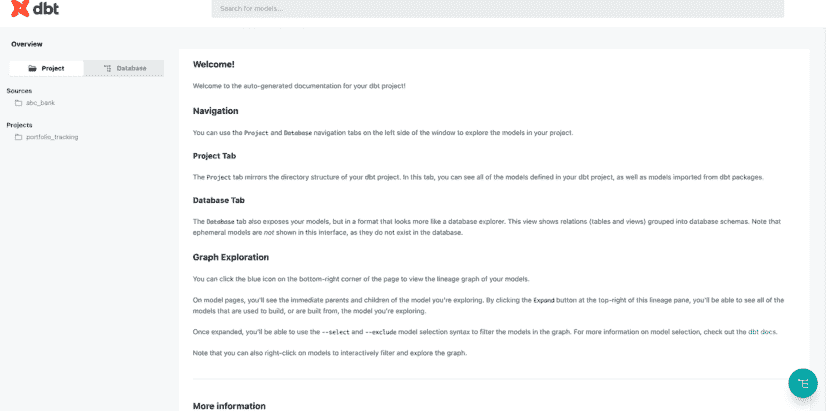 dbt
Search for models...
Overview
Project
Database
Sources
abc_bank
Projects
portfolio_tracking
Welcome!
Welcome to the auto-generated documentation for your dbt project!
Navigation
You can use the Project and Database navigation tabs on the left side of the window to explore the models in your project.
Project Tab
The Project tab mirrors the directory structure of your dbt project. In this tab, you can see all of the models defined in your dbt project, as well as models imported from dbt packages.
Database Tab
The Database tab also exposes your models, but in a format that looks more like a database explorer. This view shows relations (tables and views) grouped into database schemas. Note that
ephemeral models are not shown in this interface, as they do not exist in the database.
Graph Exploration
You can click the blue icon on the bottom-right corner of the page to view the lineage graph of your models.
On model pages, you'll see the immediate parents and children of the model you're exploring. By clicking the Expand button at the top-right of this lineage pane, you'll be able to see all of the
models that are used to build, or are built from, the model you're exploring.
Once expanded, you'll be able to use the --select and --exclude model selection syntax to filter the models in the graph. For more information on model selection, check out the dbt docs.
Note that you can also right-click on models to interactively filter and explore the graph.
More information